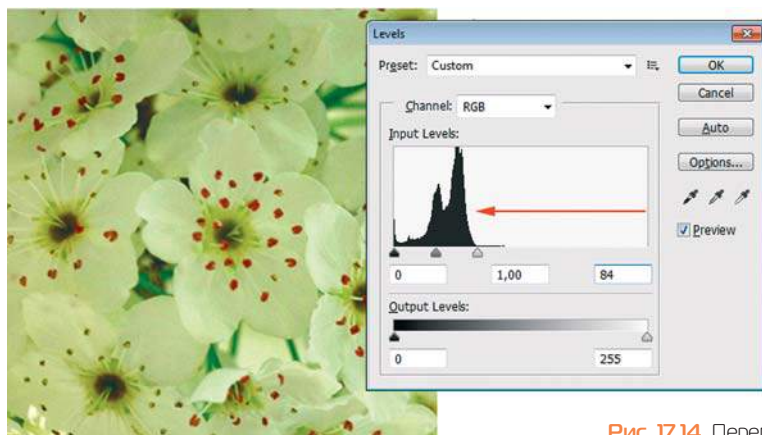 Levels
Preset: Custom
OK
Cancel
Auto
Options...
Preview
Channel: RGB
Input Levels:
0 1,00 84
Output Levels:
0 255
Рис. 17.14.